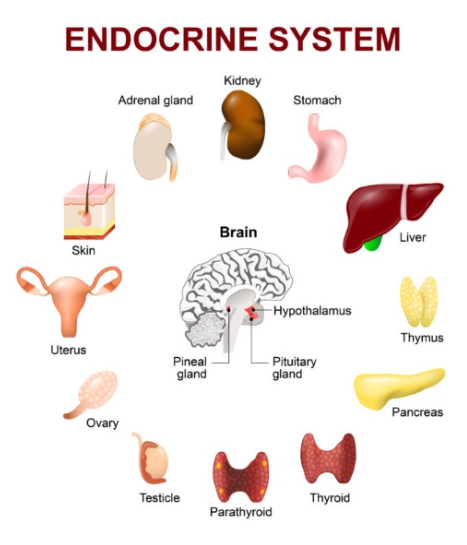 ENDOCRINE SYSTEM
Kidney
Adrenal gland
Stomach
Skin
Brain
Liver
Hypothalamus
Uterus
Thymus
Pineal
gland
Pituitary
gland
Ovary
Pancreas
Testicle
Parathyroid
Thyroid